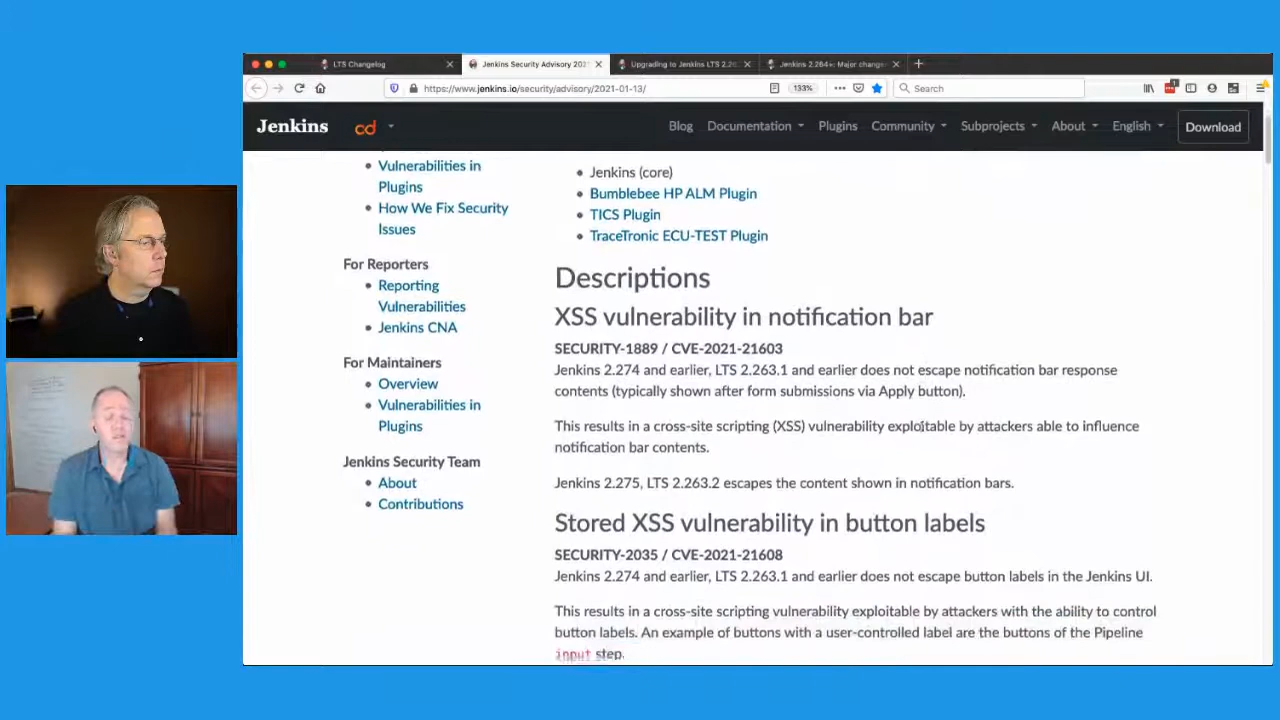 LTS Changelog
Jenkins Security Advisory 202
Upgrading to Jenkins LTS 2.2
Jenkins 2.264+: Major change
https://www.jenkins.io/security/advisory/2021-01-13/
133%
Search
Jenkins
cd
Blog
Documentation
Plugins
Community
Subprojects
About
English
Download
Vulnerabilities in
Plugins
How We Fix Security
Issues
For Reporters
Reporting
Vulnerabilities
Jenkins CNA
For Maintainers
Overview
Vulnerabilities in
Plugins
Jenkins Security Team
About
Contributions
Jenkins (core)
Bumblebee HP ALM Plugin
TICS Plugin
TraceTronic ECU-TEST Plugin
Descriptions
XSS vulnerability in notification bar
SECURITY-1889 / CVE-2021-21603
Jenkins 2.274 and earlier, LTS 2.263.1 and earlier does not escape notification bar response
contents (typically shown after form submissions via Apply button).
This results in a cross-site scripting (XSS) vulnerability exploitable by attackers able to influence
notification bar contents.
Jenkins 2.275, LTS 2.263.2 escapes the content shown in notification bars.
Stored XSS vulnerability in button labels
SECURITY-2035 / CVE-2021-21608
Jenkins 2.274 and earlier, LTS 2.263.1 and earlier does not escape button labels in the Jenkins UI.
This results in a cross-site scripting vulnerability exploitable by attackers with the ability to control
button labels. An example of buttons with a user-controlled label are the buttons of the Pipeline
input step.